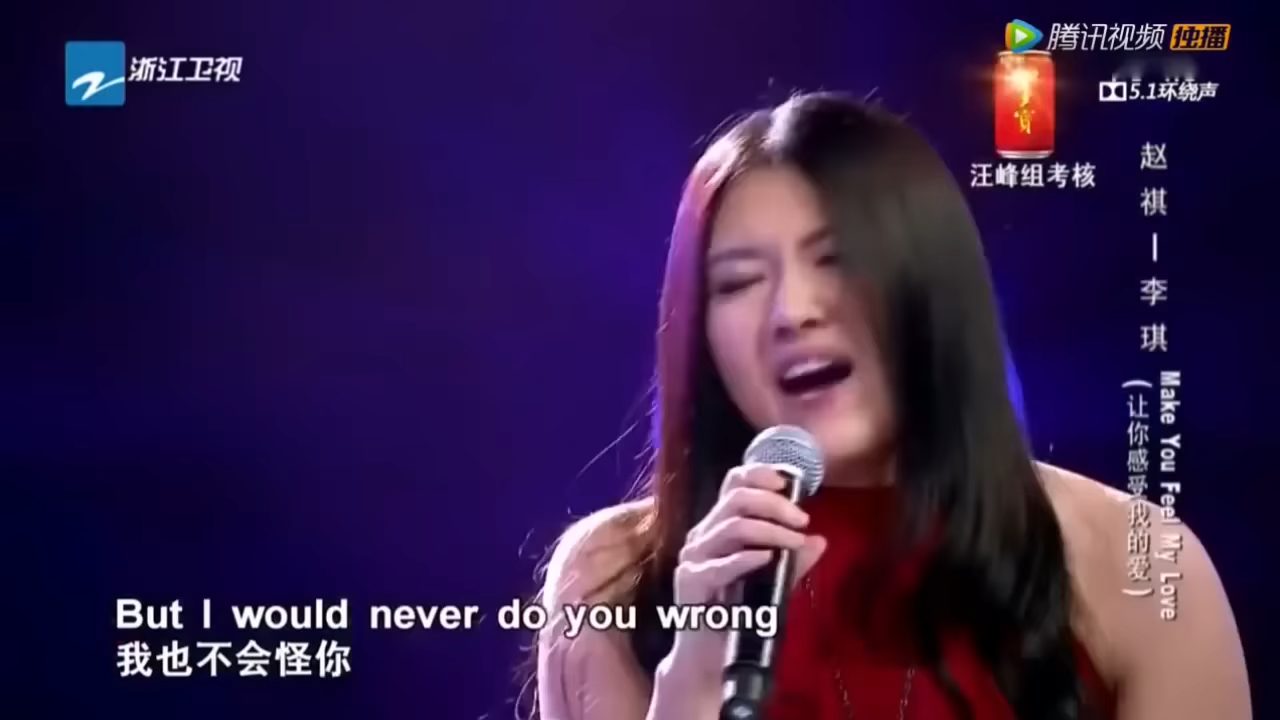 浙江卫视
腾讯视频 独播
5.1环绕声
宝
汪峰组考核
赵祺—李琪
Make You Feel My Love
(让你感受我的爱)
But I would never do you wrong
我也不会怪你